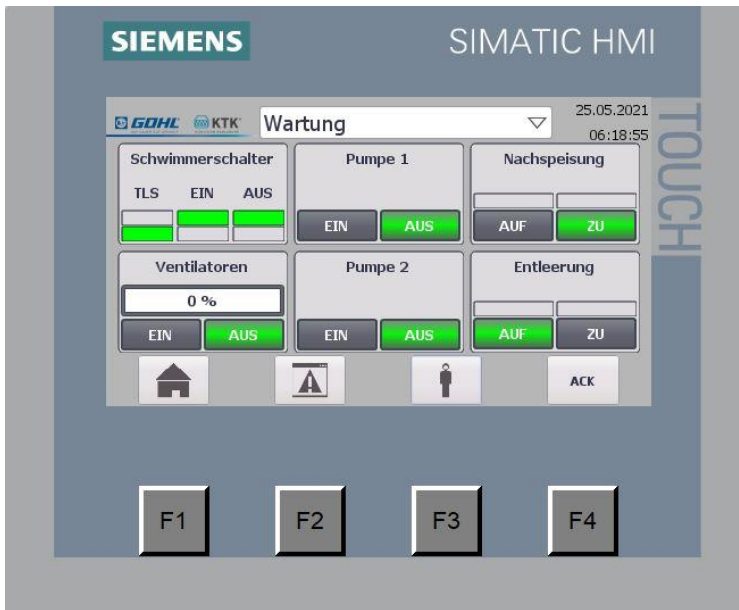 SIEMENS
SIMATIC HMI
TOUCH
GOHL KTK
Wartung
25.05.2021
06:18:55
Schwimmerschalter
TLS EIN AUS
Pumpe 1
EIN AUS
Nachspeisung
AUF ZU
Ventilatoren
0 %
EIN AUS
Pumpe 2
EIN AUS
Entleerung
AUF ZU
A
ACK
F1 F2 F3 F4